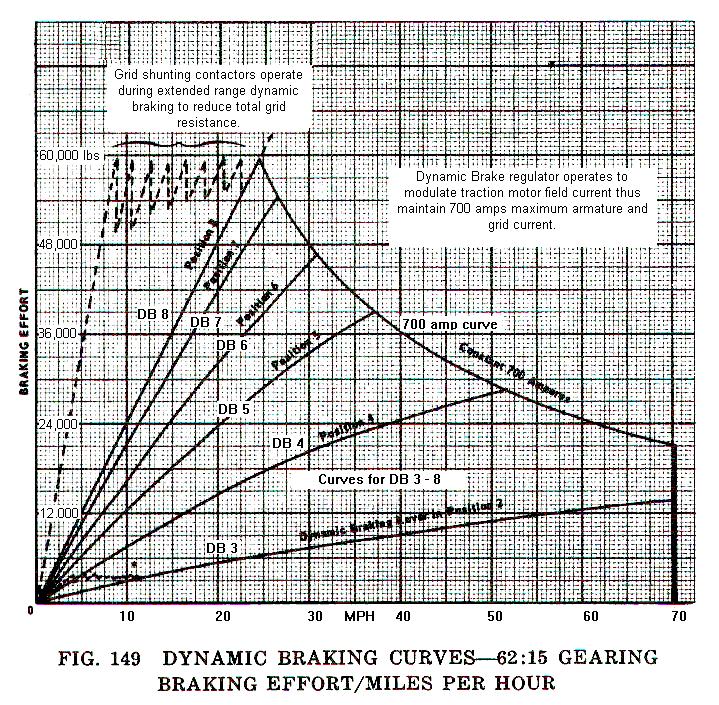 Grid shunting contactors operate
during extended range dynamic
braking to reduce total grid
resistance.
60,000 lbs
Dynamic Brake regulator operates to
modulate traction motor field current thus
maintain 700 amps maximum armature and
grid current.
48,000
Position 8
Position 7
Position 6
BRAKING EFFORT
DB 8
DB 7
36,000
700 amp curve
DB 6
Position 5
Constant 700 Amperes
24,000
DB 5
Position 4
DB 4
Curves for DB 3 - 8
12,000
Dynamic Braking Lever in Position 2
DB 3
0 10 20 30 MPH 40 50 60 70
FIG. 149 DYNAMIC BRAKING CURVES—62:15 GEARING
BRAKING EFFORT/MILES PER HOUR